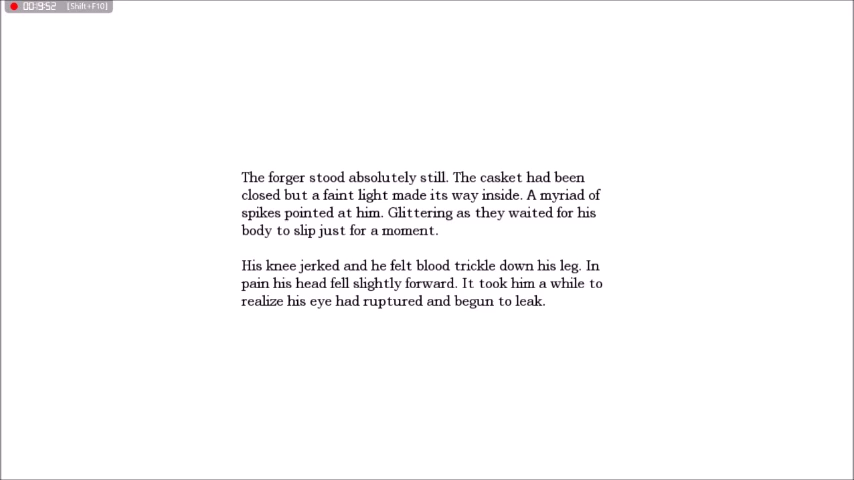 00:19:52 [Shift+F10]
The forger stood absolutely still. The casket had been
closed but a faint light made its way inside. A myriad of
spikes pointed at him. Glittering as they waited for his
body to slip just for a moment.
His knee jerked and he felt blood trickle down his leg. In
pain his head fell slightly forward. It took him a while to
realize his eye had ruptured and begun to leak.